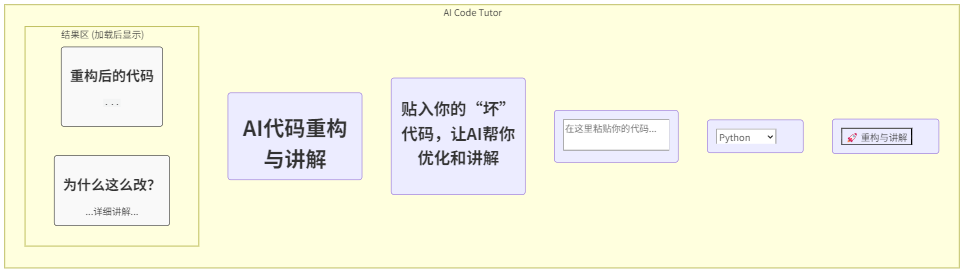 AI Code Tutor
结果区 (加载后显示)
重构后的代码
...
为什么这么改？
...详细讲解...
AI代码重构
与讲解
贴入你的“坏”
代码，让AI帮你
优化和讲解
在这里粘贴你的代码...
Python
🚀 重构与讲解